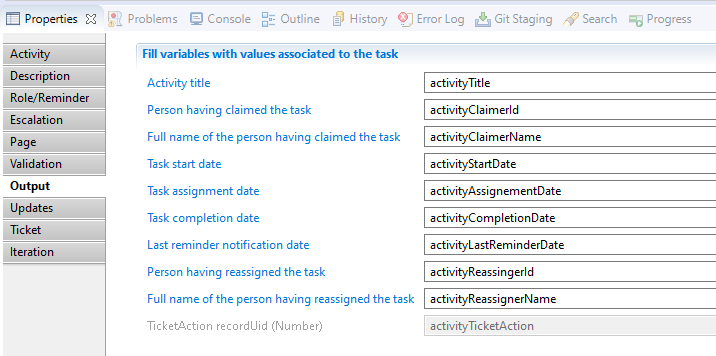 Properties Problems Console Outline History Error Log Git Staging Search Progress
Activity
Description
Role/Reminder
Escalation
Page
Validation
Output
Updates
Ticket
Iteration
Fill variables with values associated to the task
Activity title activityTitle
Person having claimed the task activityClaimerId
Full name of the person having claimed the task activityClaimerName
Task start date activityStartDate
Task assignment date activityAssignementDate
Task completion date activityCompletionDate
Last reminder notification date activityLastReminderDate
Person having reassigned the task activityReassingerId
Full name of the person having reassigned the task activityReassignerName
TicketAction recordUid (Number) activityTicketAction